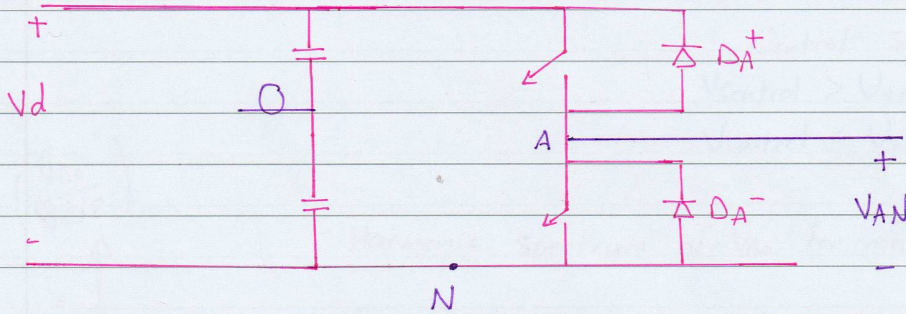 +
DA+
Vd
O
A
+
DA-
VAN
-
-
N